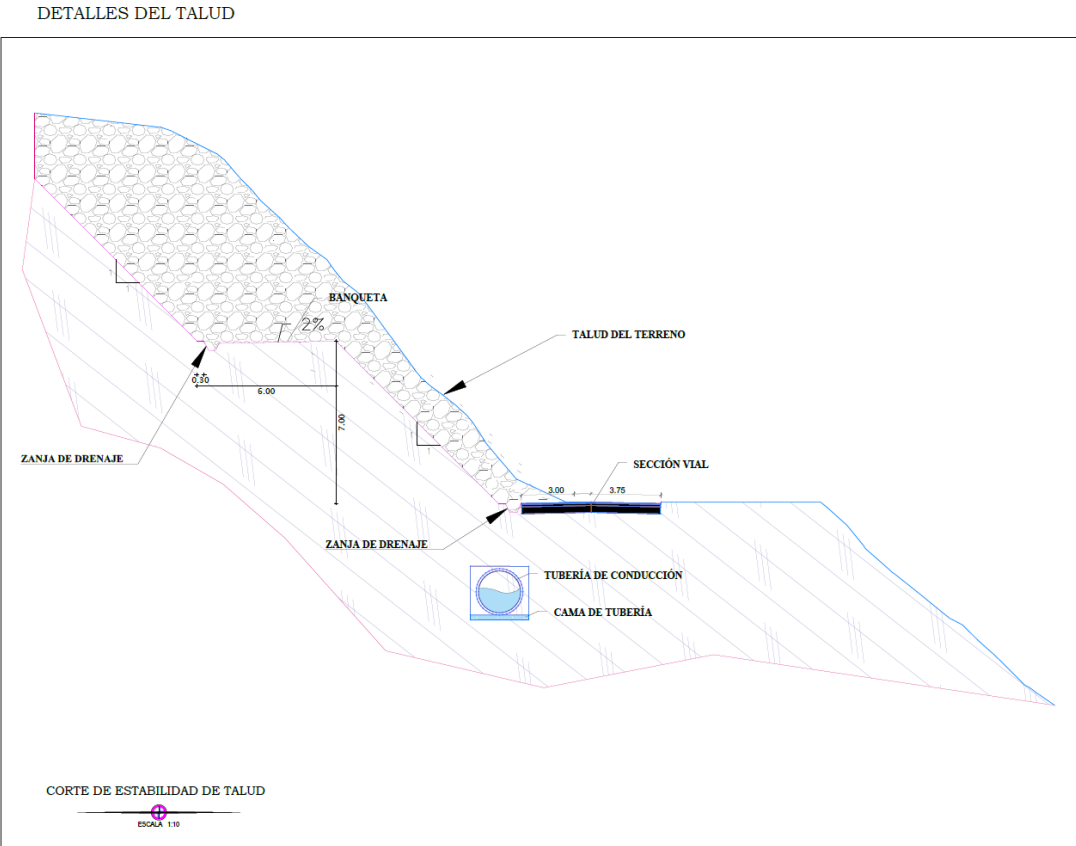 DETALLES DEL TALUD
BANQUETA
2%
TALUD DEL TERRENO
0.30
6.00
7.00
ZANJA DE DRENAJE
SECCIÓN VIAL
3.00
3.75
ZANJA DE DRENAJE
TUBERÍA DE CONDUCCIÓN
CAMA DE TUBERÍA
CORTE DE ESTABILIDAD DE TALUD
ESCALA 1:10